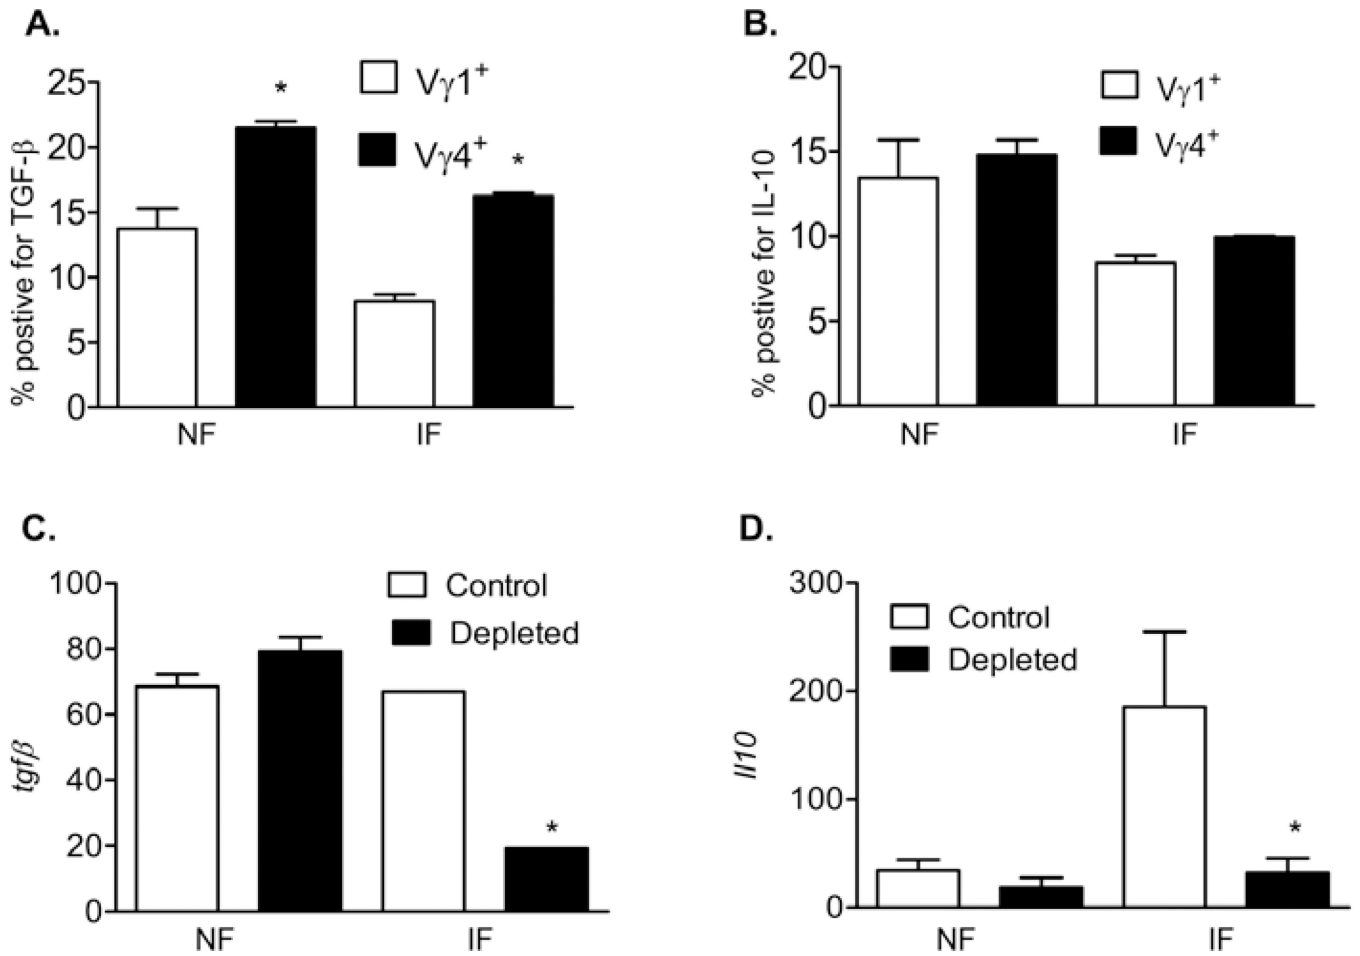 A.
% postive for TGF-β
25
20
15
10
5
0
Vγ1+
Vγ4+
*
*
NF
IF
B.
% postive for IL-10
20
15
10
5
0
Vγ1+
Vγ4+
NF
IF
C.
tgfβ
100
80
60
40
20
0
Control
Depleted
*
NF
IF
D.
Il10
300
200
100
0
Control
Depleted
*
NF
IF